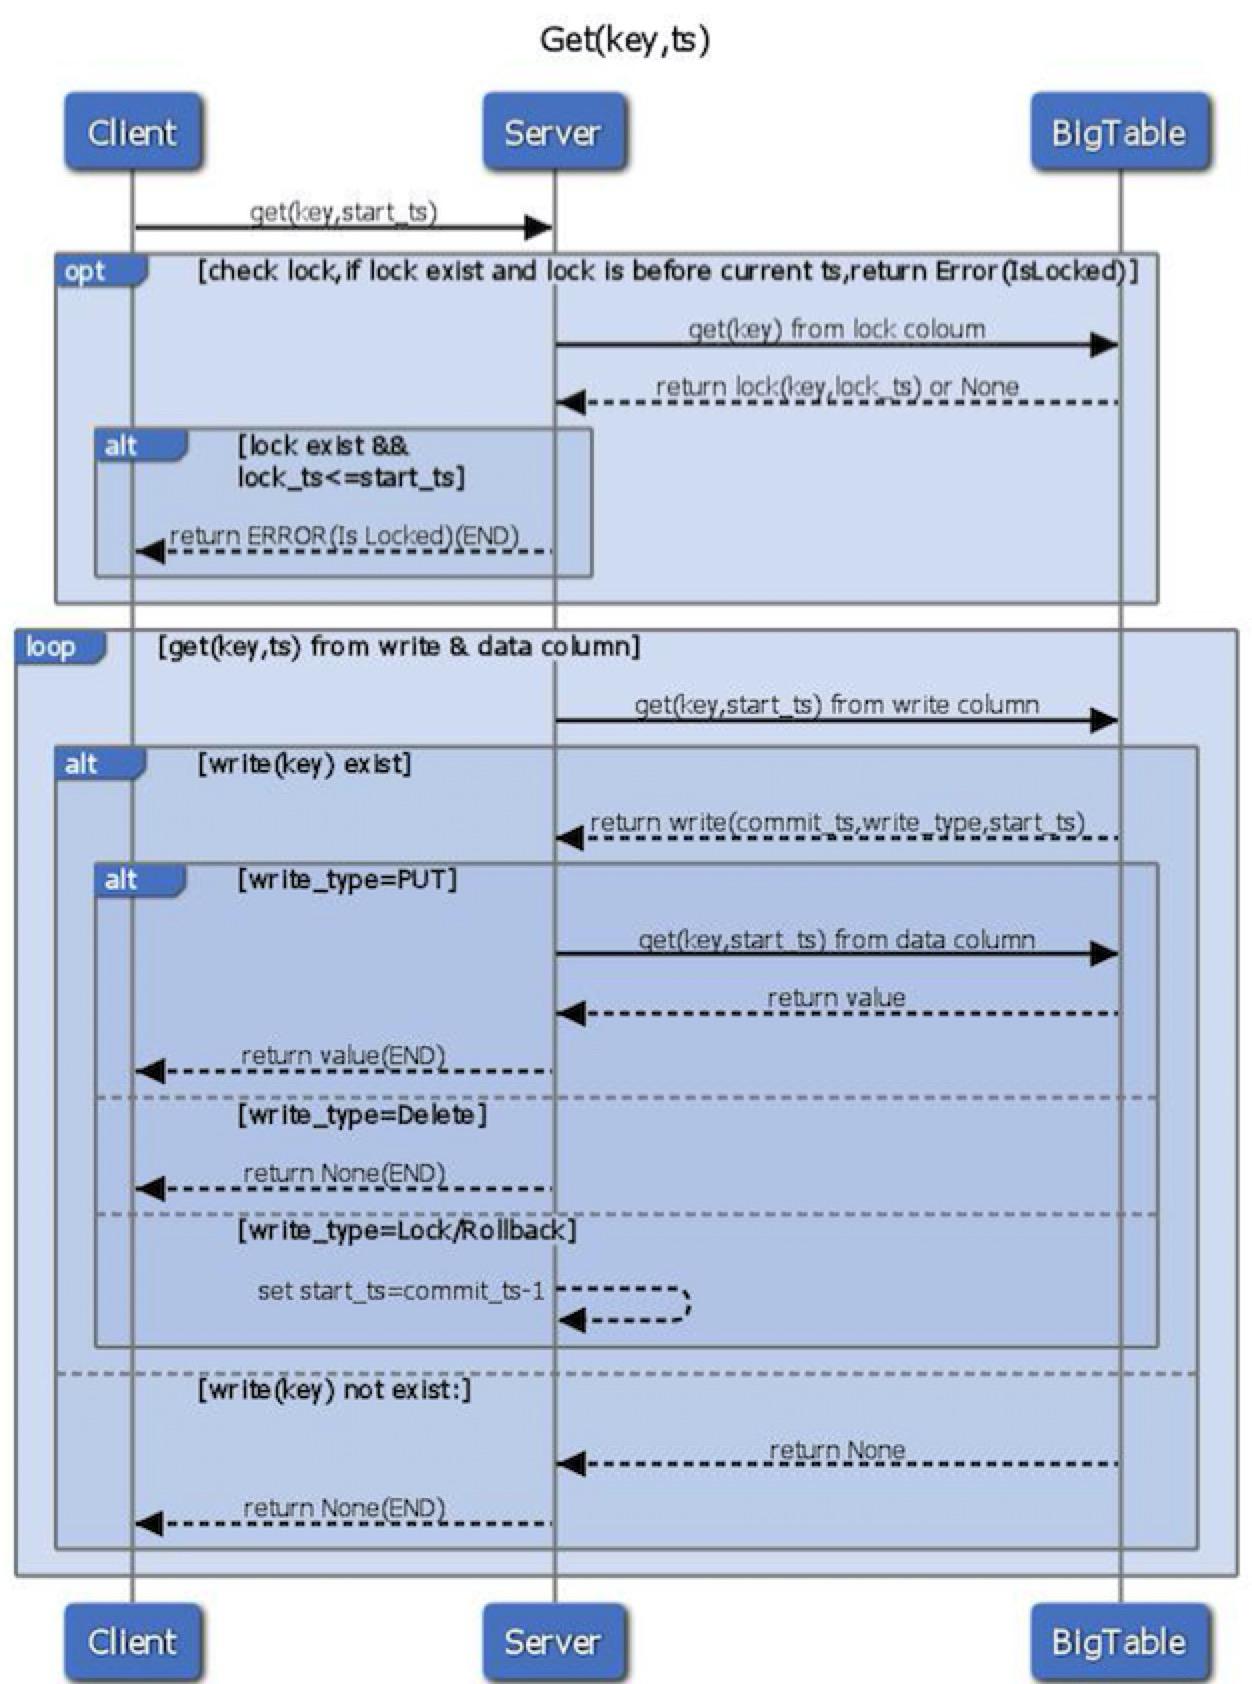 Get(key,ts)
Client Server BigTable
get(key,start_ts)
opt [check lock,if lock exist and lock is before current ts,return Error(IsLocked)]
get(key) from lock coloum
return lock(key,lock_ts) or None
alt [lock exist &&
lock_ts<=start_ts]
return ERROR(Is Locked)(END)
loop [get(key,ts) from write & data column]
get(key,start_ts) from write column
alt [write(key) exist]
return write(commit_ts,write_type,start_ts)
alt [write_type=PUT]
get(key,start_ts) from data column
return value
return value(END)
[write_type=Delete]
return None(END)
[write_type=Lock/Rollback]
set start_ts=commit_ts-1
[write(key) not exist:]
return None
return None(END)
Client Server BigTable